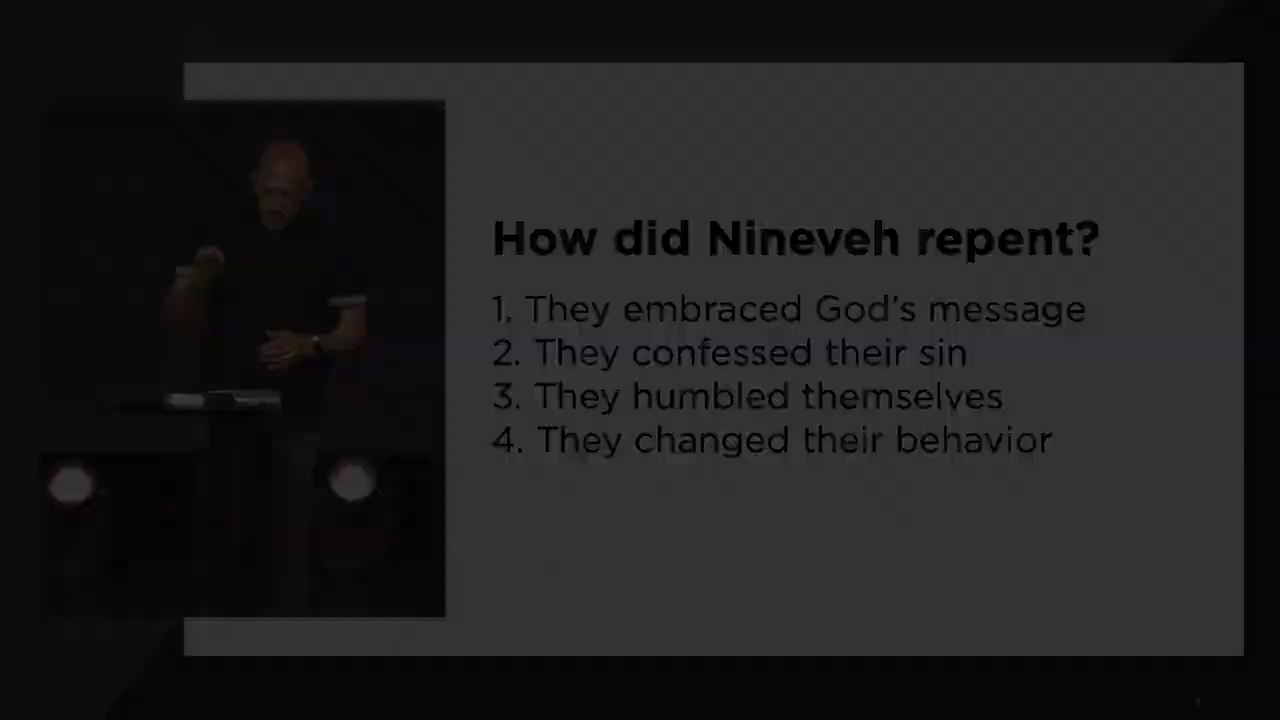 How did Nineveh repent?
1. They embraced God's message
2. They confessed their sin
3. They humbled themselves
4. They changed their behavior